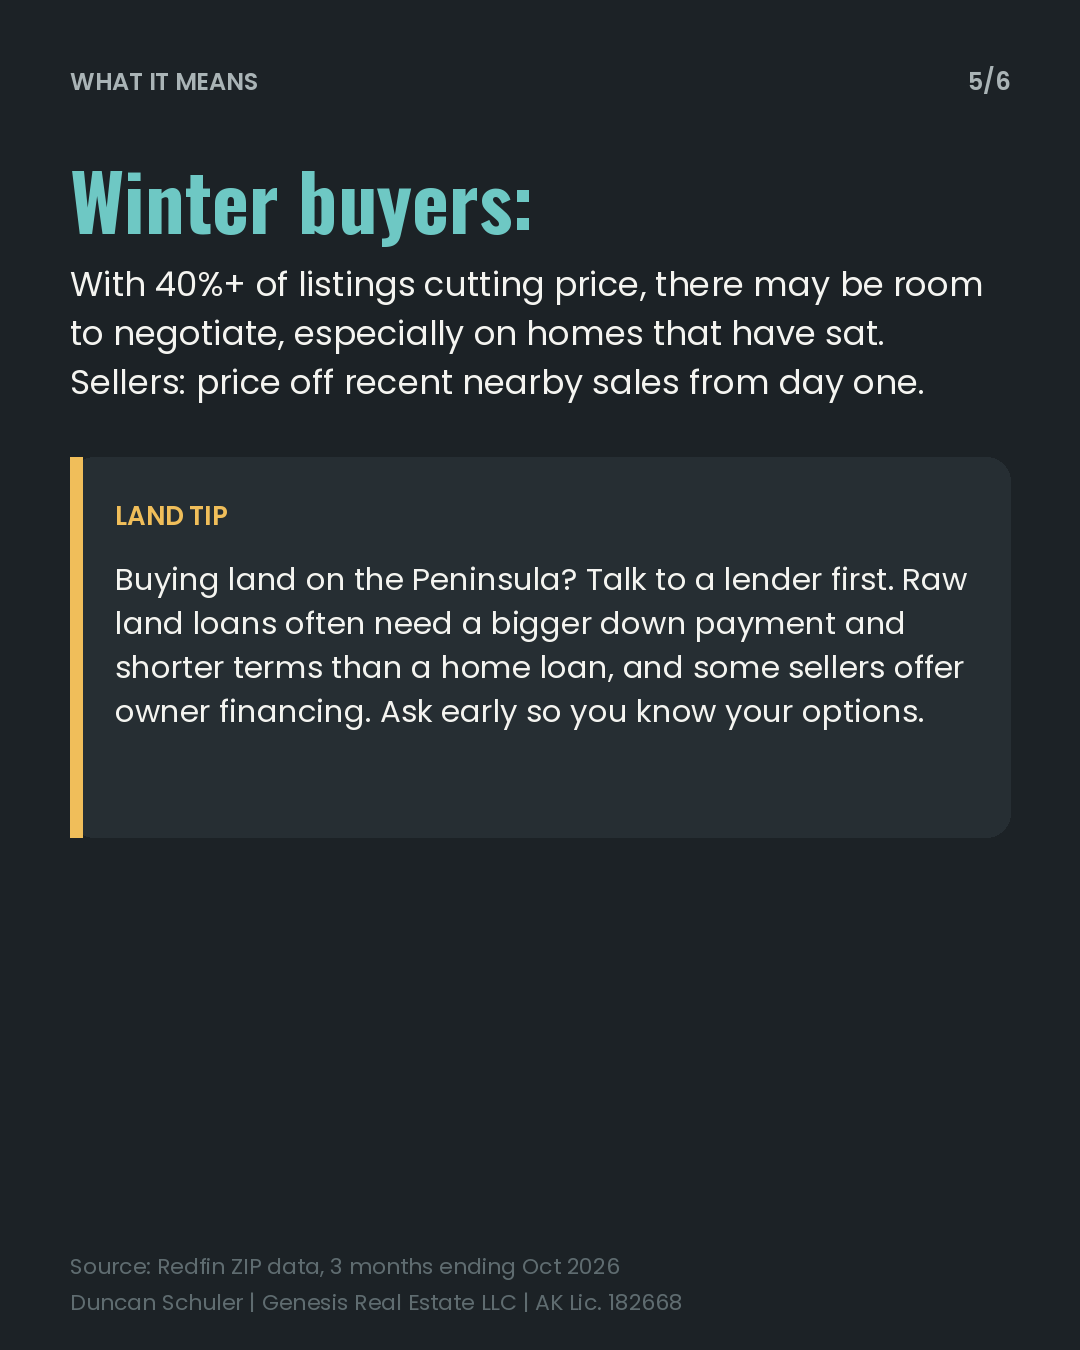 WHAT IT MEANS
5/6
Winter buyers:
With 40%+ of listings cutting price, there may be room
to negotiate, especially on homes that have sat.
Sellers: price off recent nearby sales from day one.
LAND TIP
Buying land on the Peninsula? Talk to a lender first. Raw
land loans often need a bigger down payment and
shorter terms than a home loan, and some sellers offer
owner financing. Ask early so you know your options.
Source: Redfin ZIP data, 3 months ending Oct 2026
Duncan Schuler | Genesis Real Estate LLC | AK Lic. 182668